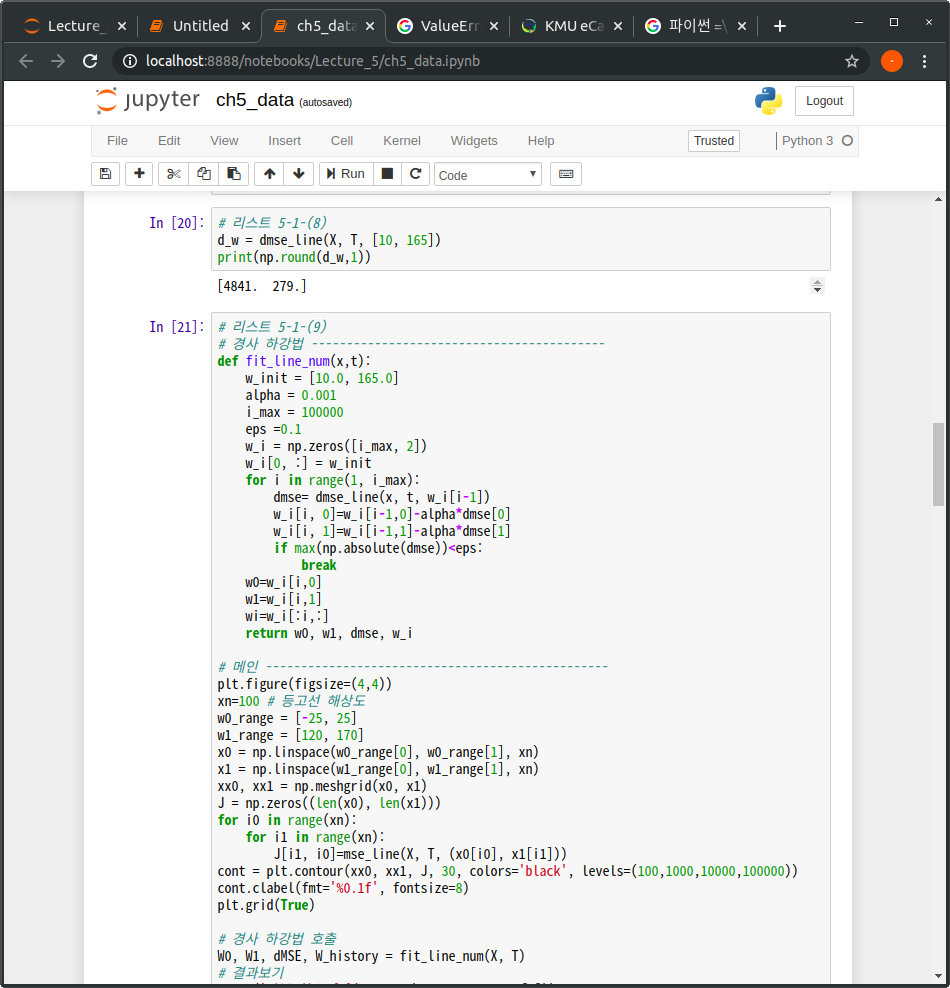 Lecture_
Untitled
ch5_data
ValueErr
KMU eCa
파이썬 =\
localhost:8888/notebooks/Lecture_5/ch5_data.ipynb
jupyter ch5_data (autosaved)
Logout
File Edit View Insert Cell Kernel Widgets Help
Trusted
Python 3
Run
Code
In [20]:
# 리스트 5-1-(8)
d_w = dmse_line(X, T, [10, 165])
print(np.round(d_w,1))
[4841.  279.]
In [21]:
# 리스트 5-1-(9)
# 경사 하강법 ------------------------------------------
def fit_line_num(x,t):
    w_init = [10.0, 165.0]
    alpha = 0.001
    i_max = 100000
    eps =0.1
    w_i = np.zeros([i_max, 2])
    w_i[0, :] = w_init
    for i in range(1, i_max):
        dmse= dmse_line(x, t, w_i[i-1])
        w_i[i, 0]=w_i[i-1,0]-alpha*dmse[0]
        w_i[i, 1]=w_i[i-1,1]-alpha*dmse[1]
        if max(np.absolute(dmse))<eps:
            break
    w0=w_i[i,0]
    w1=w_i[i,1]
    wi=w_i[:i,:]
    return w0, w1, dmse, w_i
# 메인 -------------------------------------------------
plt.figure(figsize=(4,4))
xn=100 # 등고선 해상도
w0_range = [-25, 25]
w1_range = [120, 170]
x0 = np.linspace(w0_range[0], w0_range[1], xn)
x1 = np.linspace(w1_range[0], w1_range[1], xn)
xx0, xx1 = np.meshgrid(x0, x1)
J = np.zeros((len(x0), len(x1)))
for i0 in range(xn):
    for i1 in range(xn):
        J[i1, i0]=mse_line(X, T, (x0[i0], x1[i1]))
cont = plt.contour(xx0, xx1, J, 30, colors='black', levels=(100,1000,10000,100000))
cont.clabel(fmt='%0.1f', fontsize=8)
plt.grid(True)
# 경사 하강법 호출
W0, W1, dMSE, W_history = fit_line_num(X, T)
# 결과보기